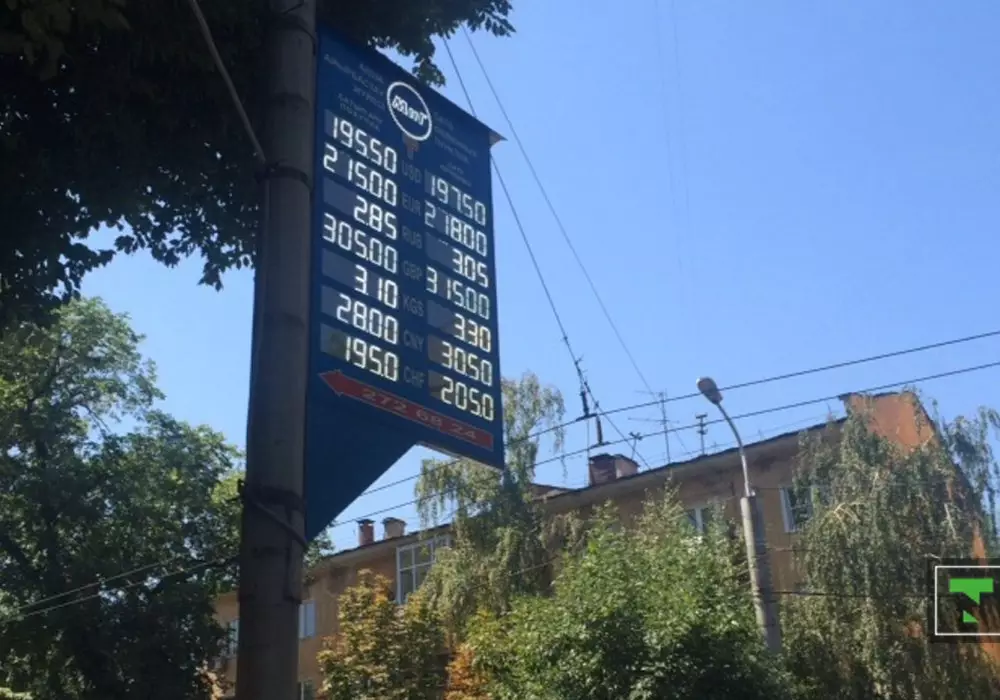 МиГ
195.50 USD 197.50
215.00 EUR 218.00
2.85 RUB 3.05
305.00 GBP 315.00
3.10 KGS 3.30
28.00 CNY 30.50
195.0 CHF 205.0
272 68 24